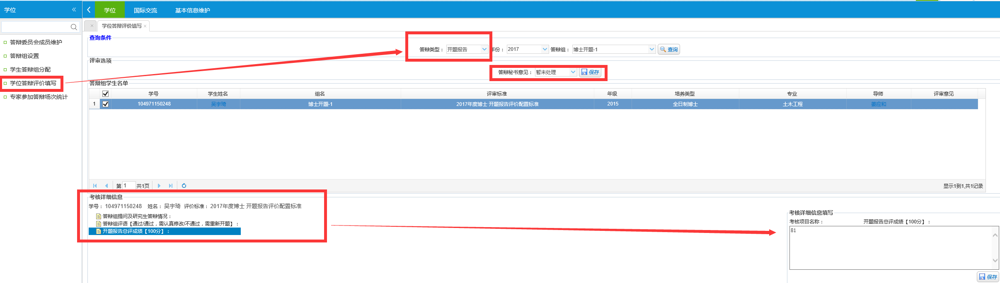 学位 «
学位 国际交流 基本信息维护
学位答辩评价填写
答辩委员会成员维护
答辩组设置
学生答辩组分配
学位答辩评价填写
专家参加答辩场次统计
查询条件
答辩类型： 开题报告 年份： 2017 答辩组： 博士开题-1 查询
评审选项
答辩秘书意见： 暂未处理 保存
答辩组学生名单
学号 学生姓名 组名 评审标准 年级 培养类型 专业 导师 评审意见
1 104971150248 吴宇琦 博士开题-1 2017年度博士 开题报告评价配置标准 2015 全日制博士 土木工程 姜应和
第 1 共1页 显示1到1,共1记录
考核详细信息
学号： 104971150248 姓名： 吴宇琦 评价标准： 2017年度博士 开题报告评价配置标准
答辩组提问及研究生答辩情况：
答辩组评语【通过/通过，需认真修改/不通过，需重新开题】：
开题报告总评成绩【100分】：
考核详细信息填写
考核项目名称： 开题报告总评成绩【100分】：
81
保存